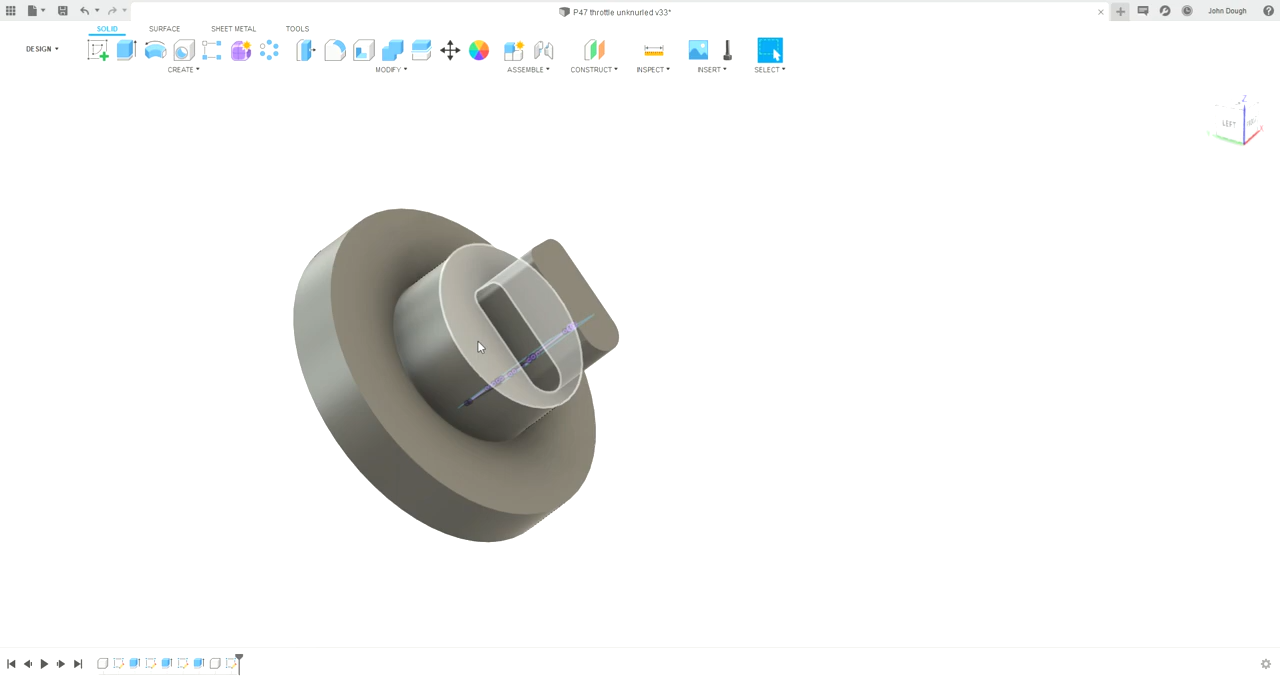 P47 throttle unknurled v33*
John Dough
SOLID SURFACE SHEET METAL TOOLS
DESIGN
CREATE MODIFY ASSEMBLE CONSTRUCT INSPECT INSERT SELECT
Z
LEFT
X